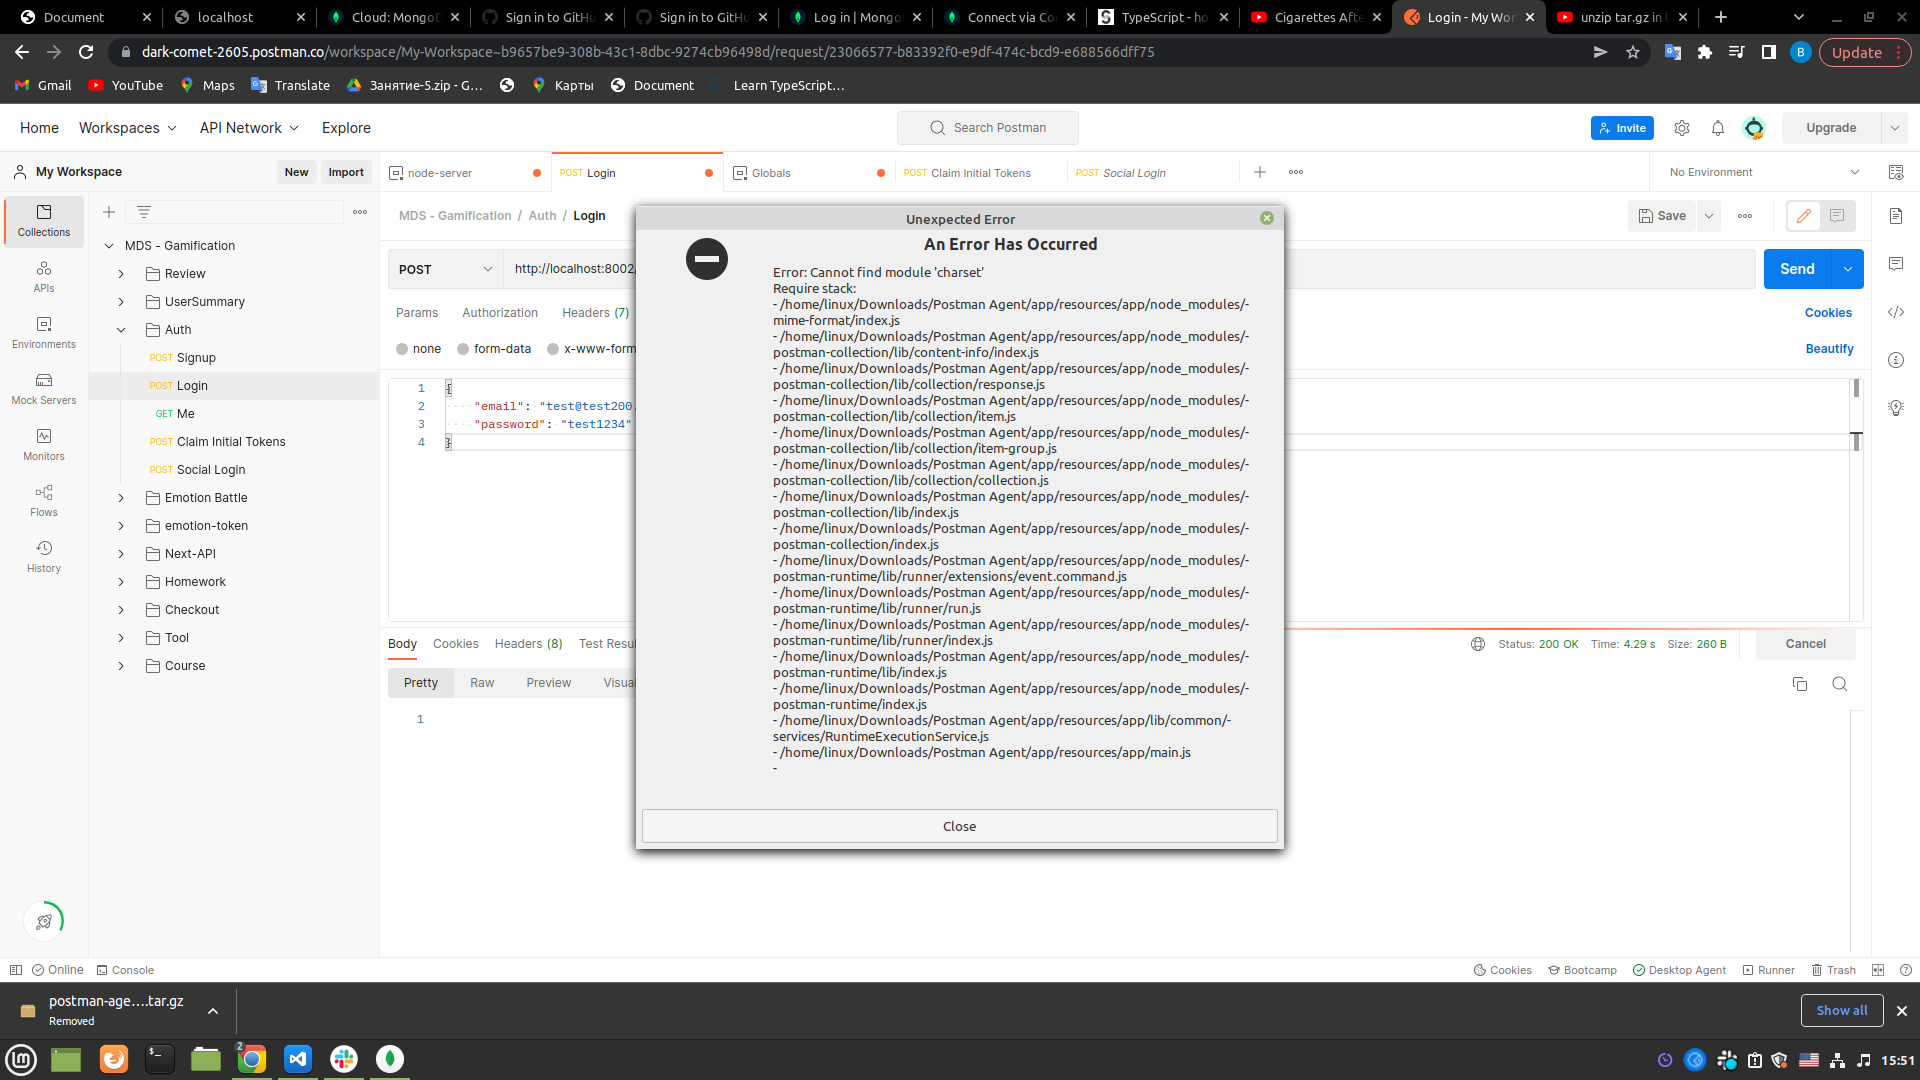 Document
localhost
Cloud: MongoD
Sign in to GitHu
Sign in to GitHu
Log in | Mongo
Connect via Co
TypeScript - ho
Cigarettes Afte
Login - My Wor
unzip tar.gz in l
dark-comet-2605.postman.co/workspace/My-Workspace~b9657be9-308b-43c1-8dbc-9274cb96498d/request/23066577-b83392f0-e9df-474c-bcd9-e688566dff75
B
Update
Gmail
YouTube
Maps
Translate
Занятие-5.zip - G…
Карты
Document
Learn TypeScript…
Home
Workspaces
API Network
Explore
Search Postman
Invite
Upgrade
My Workspace
New
Import
node-server
POST Login
Globals
POST Claim Initial Tokens
POST Social Login
No Environment
Collections
APIs
Environments
Mock Servers
Monitors
Flows
History
MDS - Gamification
Review
UserSummary
Auth
POST Signup
POST Login
GET Me
POST Claim Initial Tokens
POST Social Login
Emotion Battle
emotion-token
Next-API
Homework
Checkout
Tool
Course
MDS - Gamification / Auth / Login
Save
POST
http://localhost:8002/
Send
Params
Authorization
Headers (7)
Cookies
none
form-data
x-www-form
Beautify
1 {
2 "email": "test@test200.
3 "password": "test1234"
4 }
Unexpected Error
An Error Has Occurred
Error: Cannot find module 'charset'
Require stack:
- /home/linux/Downloads/Postman Agent/app/resources/app/node_modules/-
mime-format/index.js
- /home/linux/Downloads/Postman Agent/app/resources/app/node_modules/-
postman-collection/lib/content-info/index.js
- /home/linux/Downloads/Postman Agent/app/resources/app/node_modules/-
postman-collection/lib/collection/response.js
- /home/linux/Downloads/Postman Agent/app/resources/app/node_modules/-
postman-collection/lib/collection/item.js
- /home/linux/Downloads/Postman Agent/app/resources/app/node_modules/-
postman-collection/lib/collection/item-group.js
- /home/linux/Downloads/Postman Agent/app/resources/app/node_modules/-
postman-collection/lib/collection/collection.js
- /home/linux/Downloads/Postman Agent/app/resources/app/node_modules/-
postman-collection/lib/index.js
- /home/linux/Downloads/Postman Agent/app/resources/app/node_modules/-
postman-collection/index.js
- /home/linux/Downloads/Postman Agent/app/resources/app/node_modules/-
postman-runtime/lib/runner/extensions/event.command.js
- /home/linux/Downloads/Postman Agent/app/resources/app/node_modules/-
postman-runtime/lib/runner/run.js
- /home/linux/Downloads/Postman Agent/app/resources/app/node_modules/-
postman-runtime/lib/runner/index.js
- /home/linux/Downloads/Postman Agent/app/resources/app/node_modules/-
postman-runtime/lib/index.js
- /home/linux/Downloads/Postman Agent/app/resources/app/node_modules/-
postman-runtime/index.js
- /home/linux/Downloads/Postman Agent/app/resources/app/lib/common/-
services/RuntimeExecutionService.js
- /home/linux/Downloads/Postman Agent/app/resources/app/main.js
-
Close
Body
Cookies
Headers (8)
Test Resu
Status: 200 OK
Time: 4.29 s
Size: 260 B
Cancel
Pretty
Raw
Preview
Visual
1
Online
Console
Cookies
Bootcamp
Desktop Agent
Runner
Trash
postman-age….tar.gz
Removed
Show all
2
15:51